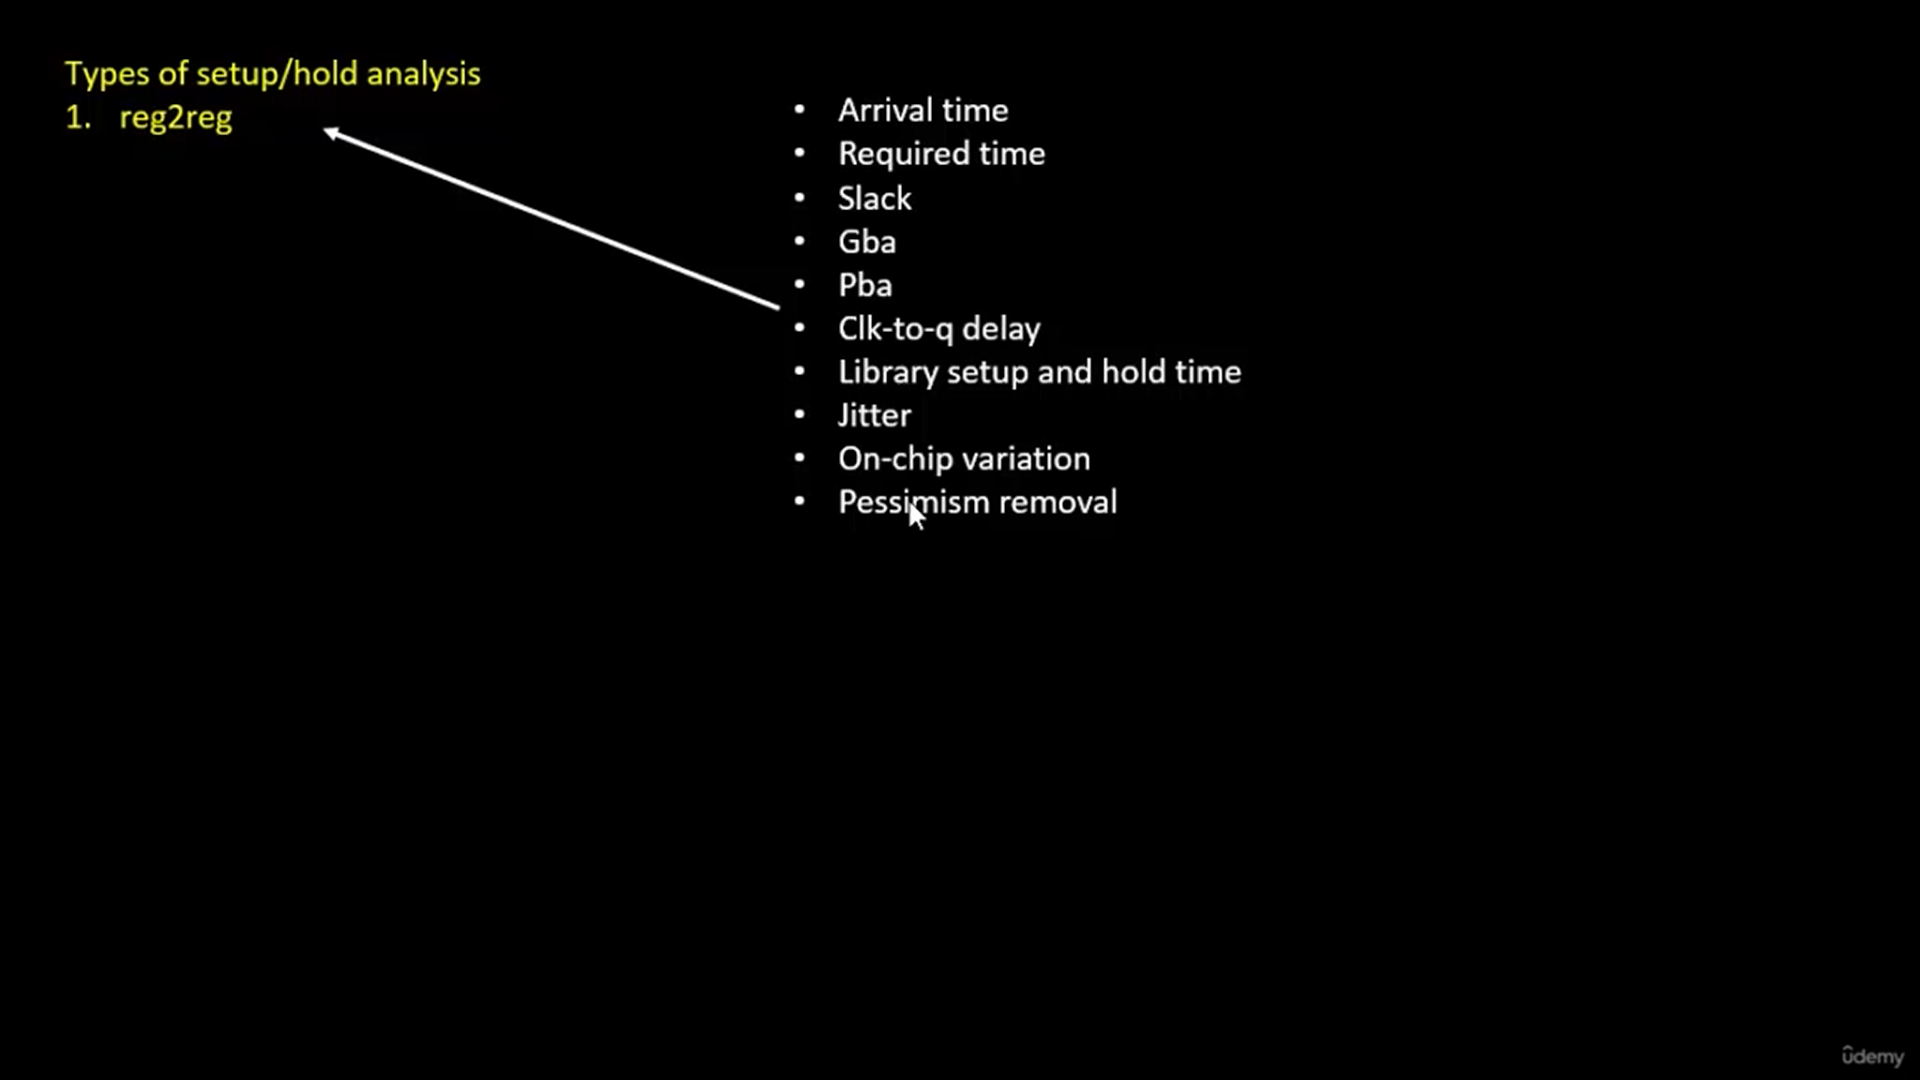 Types of setup/hold analysis
1. reg2reg
• Arrival time
• Required time
• Slack
• Gba
• Pba
• Clk-to-q delay
• Library setup and hold time
• Jitter
• On-chip variation
• Pessimism removal
ûdemy